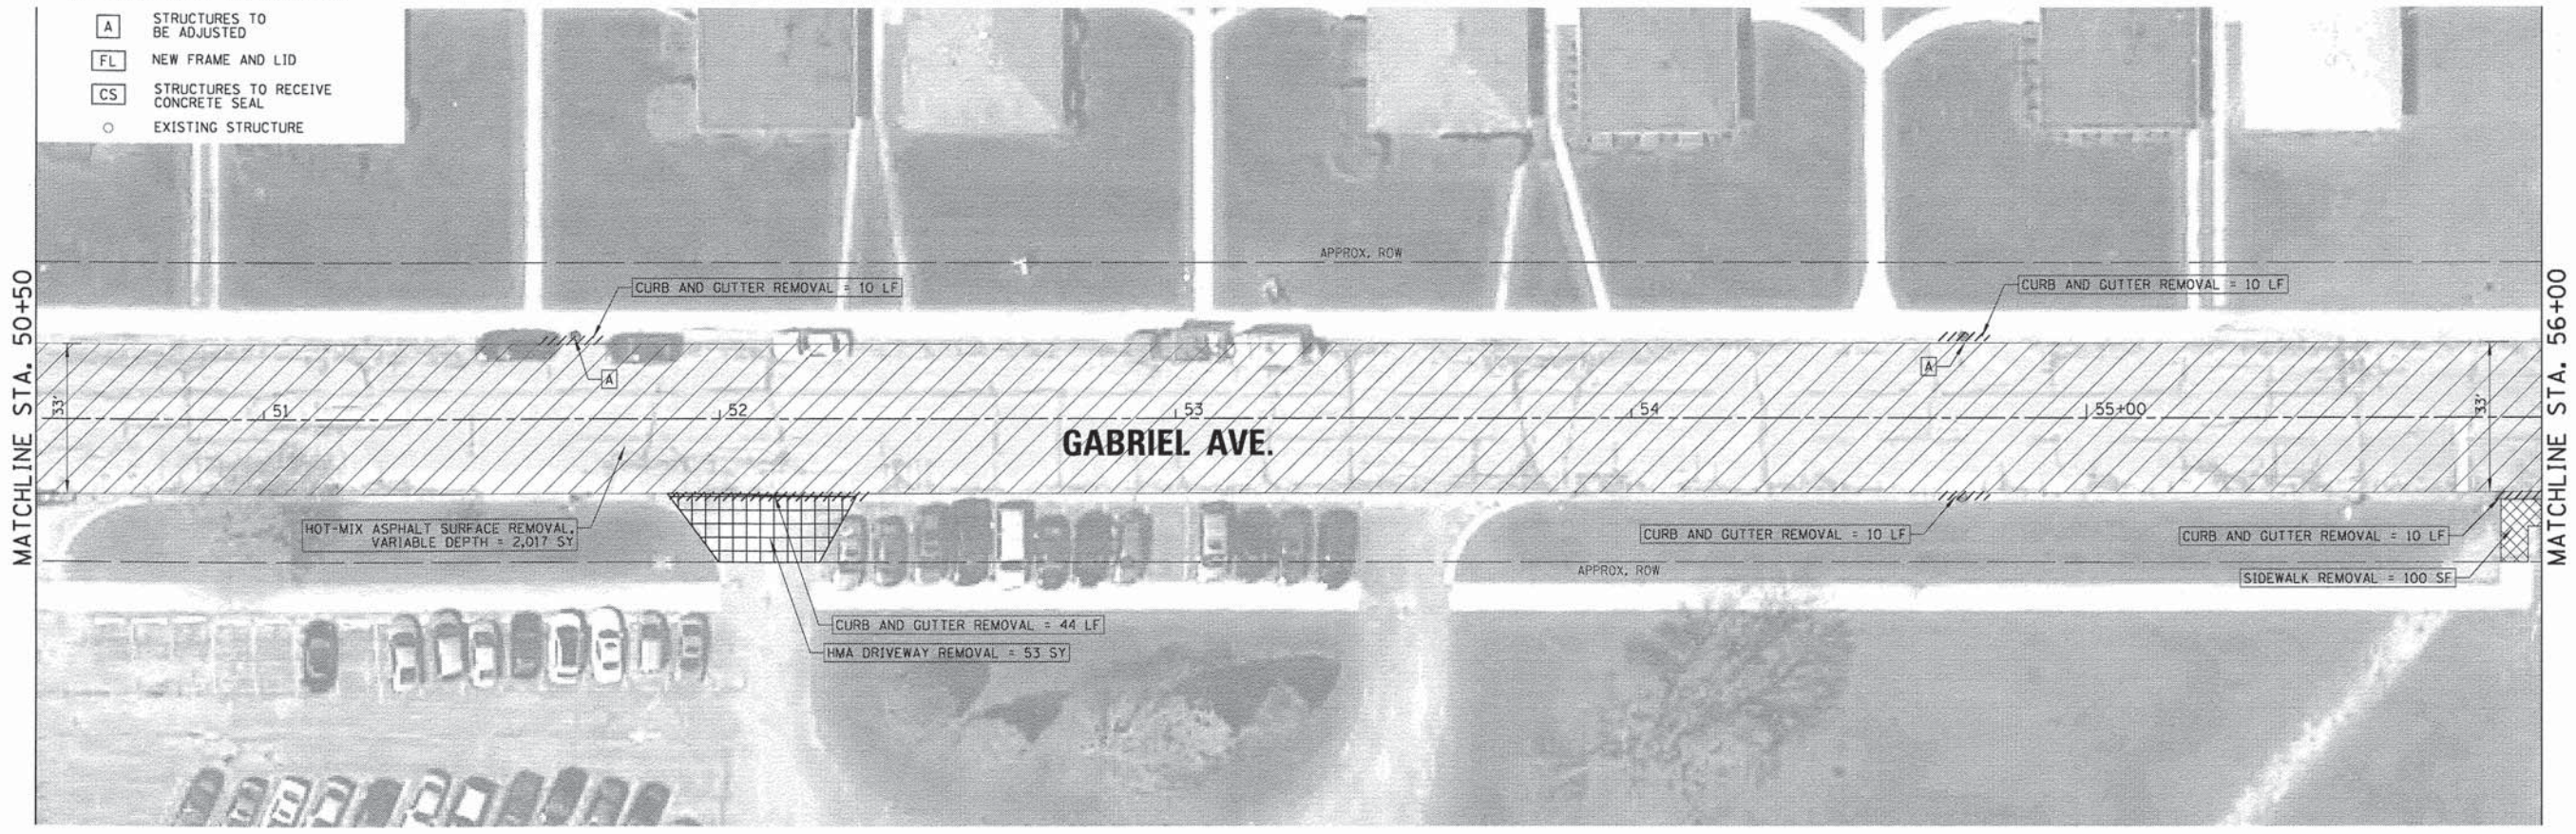 A STRUCTURES TO
BE ADJUSTED
FL NEW FRAME AND LID
CS STRUCTURES TO RECEIVE
CONCRETE SEAL
EXISTING STRUCTURE
MATCHLINE STA. 50+50
APPROX. ROW
CURB AND GUTTER REMOVAL = 10 LF
CURB AND GUTTER REMOVAL = 10 LF
A
A
33'
51
52
53
54
55+00
33'
GABRIEL AVE.
HOT-MIX ASPHALT SURFACE REMOVAL,
VARIABLE DEPTH = 2,017 SY
CURB AND GUTTER REMOVAL = 10 LF
CURB AND GUTTER REMOVAL = 10 LF
APPROX. ROW
SIDEWALK REMOVAL = 100 SF
CURB AND GUTTER REMOVAL = 44 LF
HMA DRIVEWAY REMOVAL = 53 SY
MATCHLINE STA. 56+00